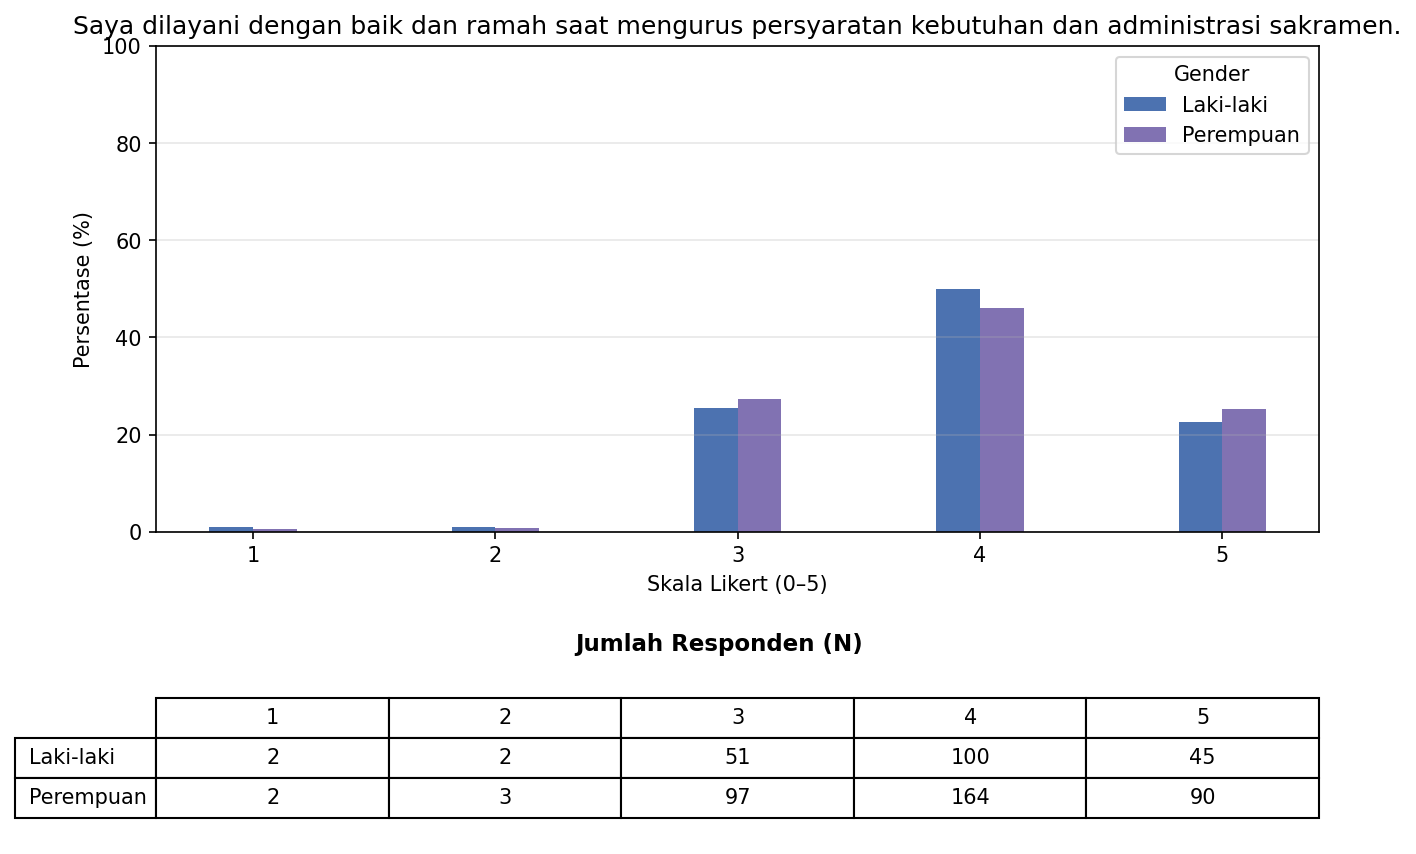 Saya dilayani dengan baik dan ramah saat mengurus persyaratan kebutuhan dan administrasi sakramen.
Gender
Laki-laki
Perempuan
Persentase (%)
100
80
60
40
20
0
1 2 3 4 5
Skala Likert (0–5)
Jumlah Responden (N)
1 2 3 4 5
Laki-laki 2 2 51 100 45
Perempuan 2 3 97 164 90